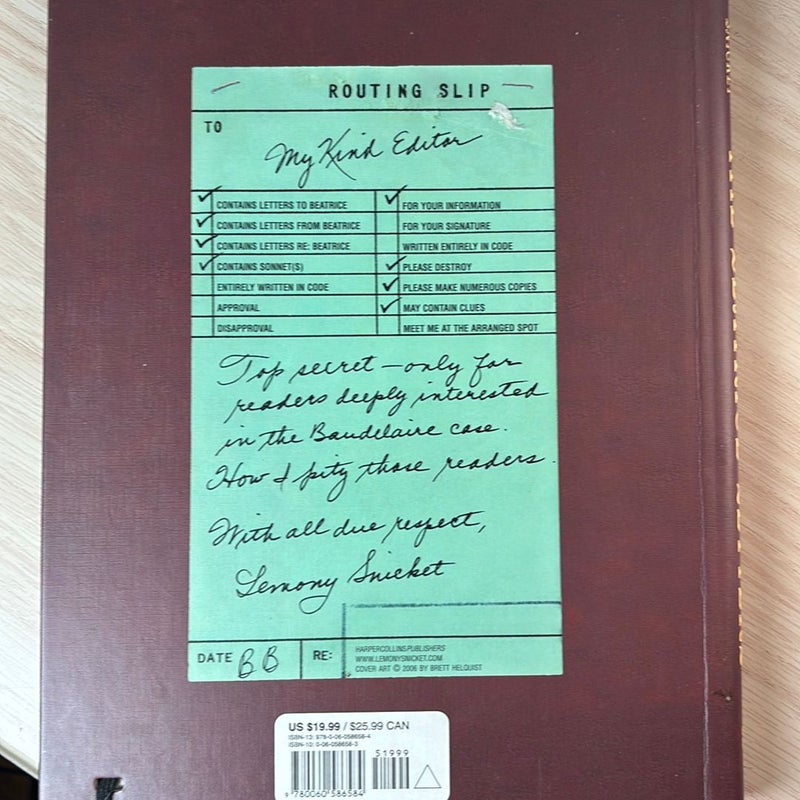 ROUTING SLIP
TO
My Kind Editor
CONTAINS LETTERS TO BEATRICE
FOR YOUR INFORMATION
CONTAINS LETTERS FROM BEATRICE
FOR YOUR SIGNATURE
CONTAINS LETTERS RE: BEATRICE
WRITTEN ENTIRELY IN CODE
CONTAINS SONNET(S)
PLEASE DESTROY
ENTIRELY WRITTEN IN CODE
PLEASE MAKE NUMEROUS COPIES
APPROVAL
MAY CONTAIN CLUES
DISAPPROVAL
MEET ME AT THE ARRANGED SPOT
Top secret — only for
readers deeply interested
in the Baudelaire case.
How I pity those readers.
With all due respect,
Lemony Snicket
DATE BB
RE:
HARPERCOLLINSPUBLISHERS
WWW.LEMONYSNICKET.COM
COVER ART © 2006 BY BRETT HELQUIST
US $19.99 / $25.99 CAN
ISBN-13: 978-0-06-058658-4
ISBN-10: 0-06-058658-3
51999
9 780060 586584